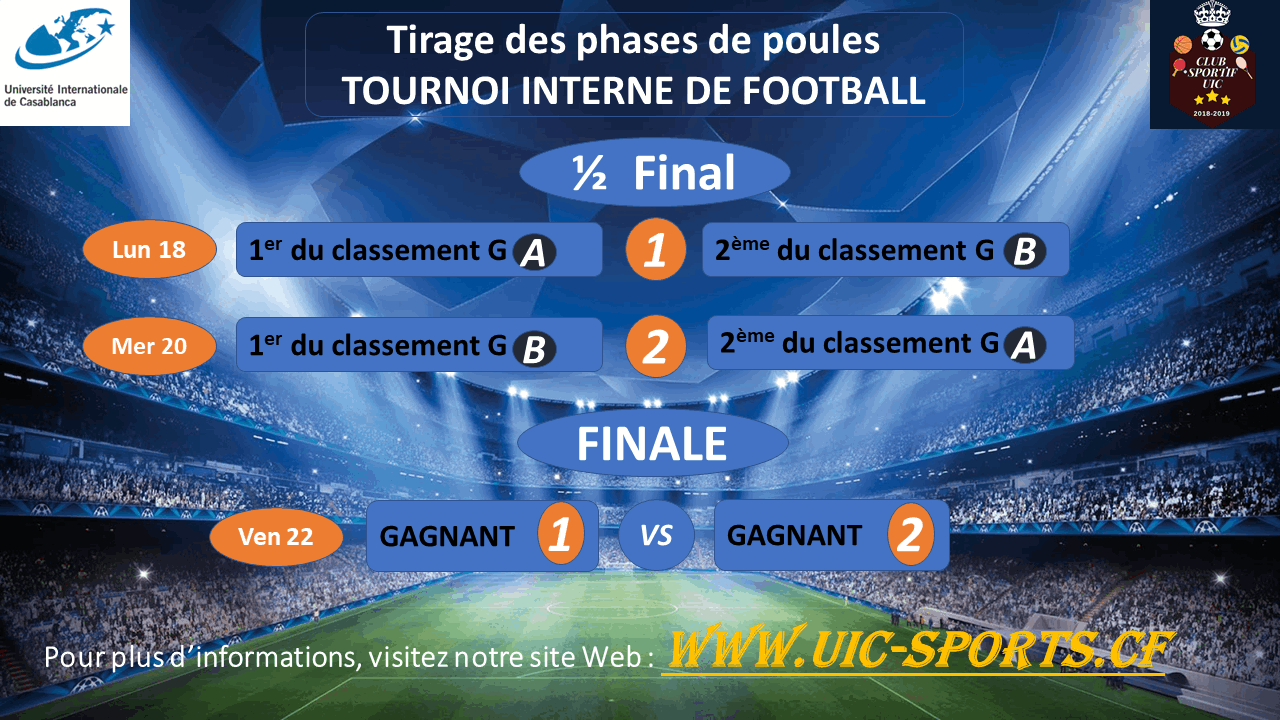 Université Internationale
de Casablanca
Tirage des phases de poules
TOURNOI INTERNE DE FOOTBALL
CLUB
SPORTIF
UIC
2018-2019
½ Final
Lun 18 1er du classement G A 1 2ème du classement G B
Mer 20 1er du classement G B 2 2ème du classement G A
FINALE
Ven 22 GAGNANT 1 VS GAGNANT 2
Pour plus d'informations, visitez notre site Web : WWW.UIC-SPORTS.CF